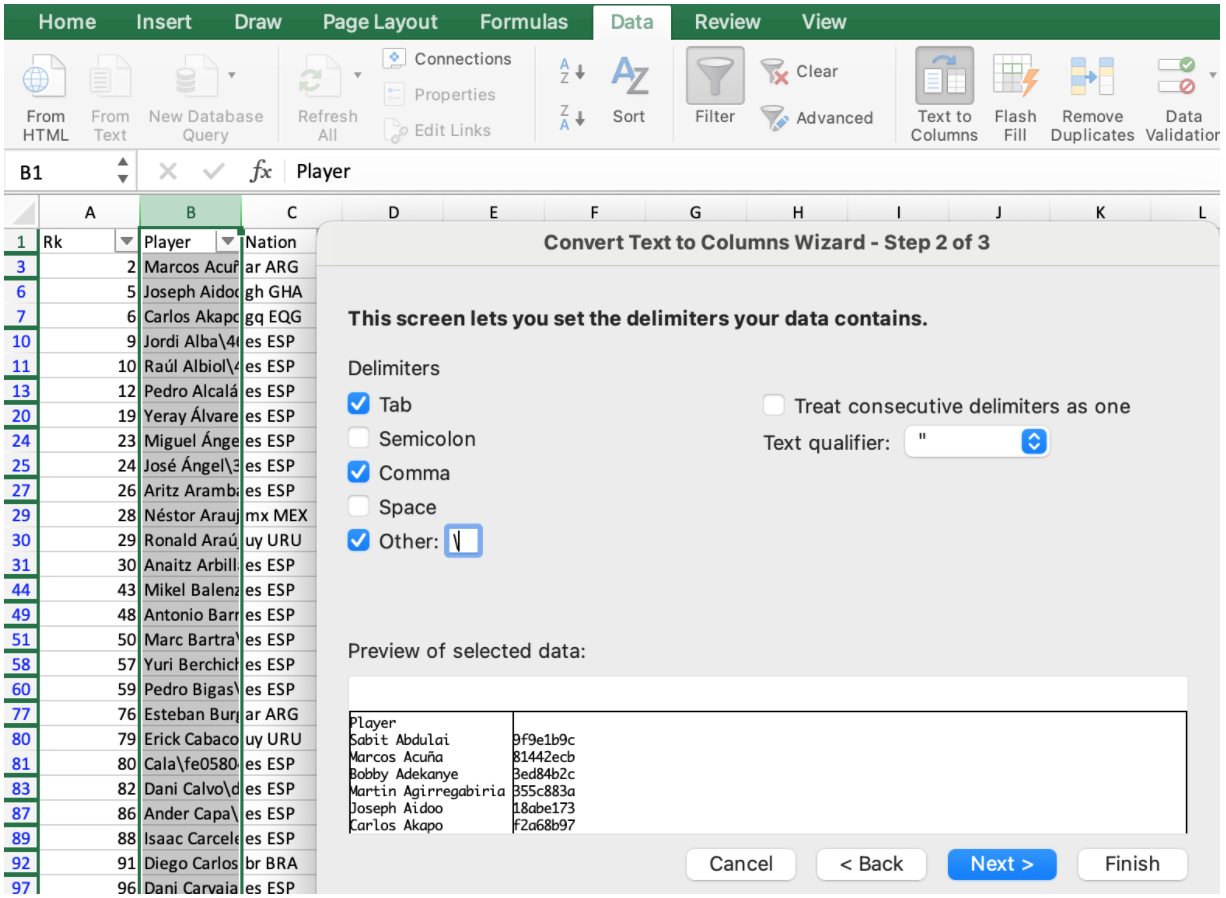 Home Insert Draw Page Layout Formulas Data Review View
Connections
Properties
Edit Links
From HTML
From Text
New Database Query
Refresh All
A Z
Z A
AZ
Sort
Filter
Clear
Advanced
Text to Columns
Flash Fill
Remove Duplicates
Data Validation
B1 fx Player
A B C D E F G H I J K L
1 Rk Player Nation
3 2 Marcos Acuñ ar ARG
6 5 Joseph Aidoo gh GHA
7 6 Carlos Akapo gq EQG
10 9 Jordi Alba\46 es ESP
11 10 Raúl Albiol\4 es ESP
13 12 Pedro Alcalá es ESP
20 19 Yeray Álvare es ESP
24 23 Miguel Ánge es ESP
25 24 José Ángel\3 es ESP
27 26 Aritz Aramba es ESP
29 28 Néstor Arauj mx MEX
30 29 Ronald Araúj uy URU
31 30 Anaitz Arbilla es ESP
44 43 Mikel Balenz es ESP
49 48 Antonio Barr es ESP
51 50 Marc Bartra\ es ESP
58 57 Yuri Berchich es ESP
60 59 Pedro Bigas\ es ESP
77 76 Esteban Burg ar ARG
80 79 Erick Cabaco uy URU
81 80 Cala\fe0580 es ESP
83 82 Dani Calvo\d es ESP
87 86 Ander Capa\ es ESP
89 88 Isaac Carcele es ESP
92 91 Diego Carlos br BRA
97 96 Dani Carvaja es ESP
Convert Text to Columns Wizard - Step 2 of 3
This screen lets you set the delimiters your data contains.
Delimiters
Tab
Semicolon
Comma
Space
Other: \
Treat consecutive delimiters as one
Text qualifier: "
Preview of selected data:
Player
Sabit Abdulai 9f9e1b9c
Marcos Acuña 81442ecb
Bobby Adekanye 3ed84b2c
Martin Agirregabiria 355c883a
Joseph Aidoo 18abe173
Carlos Akapo f2a68b97
Cancel < Back Next > Finish